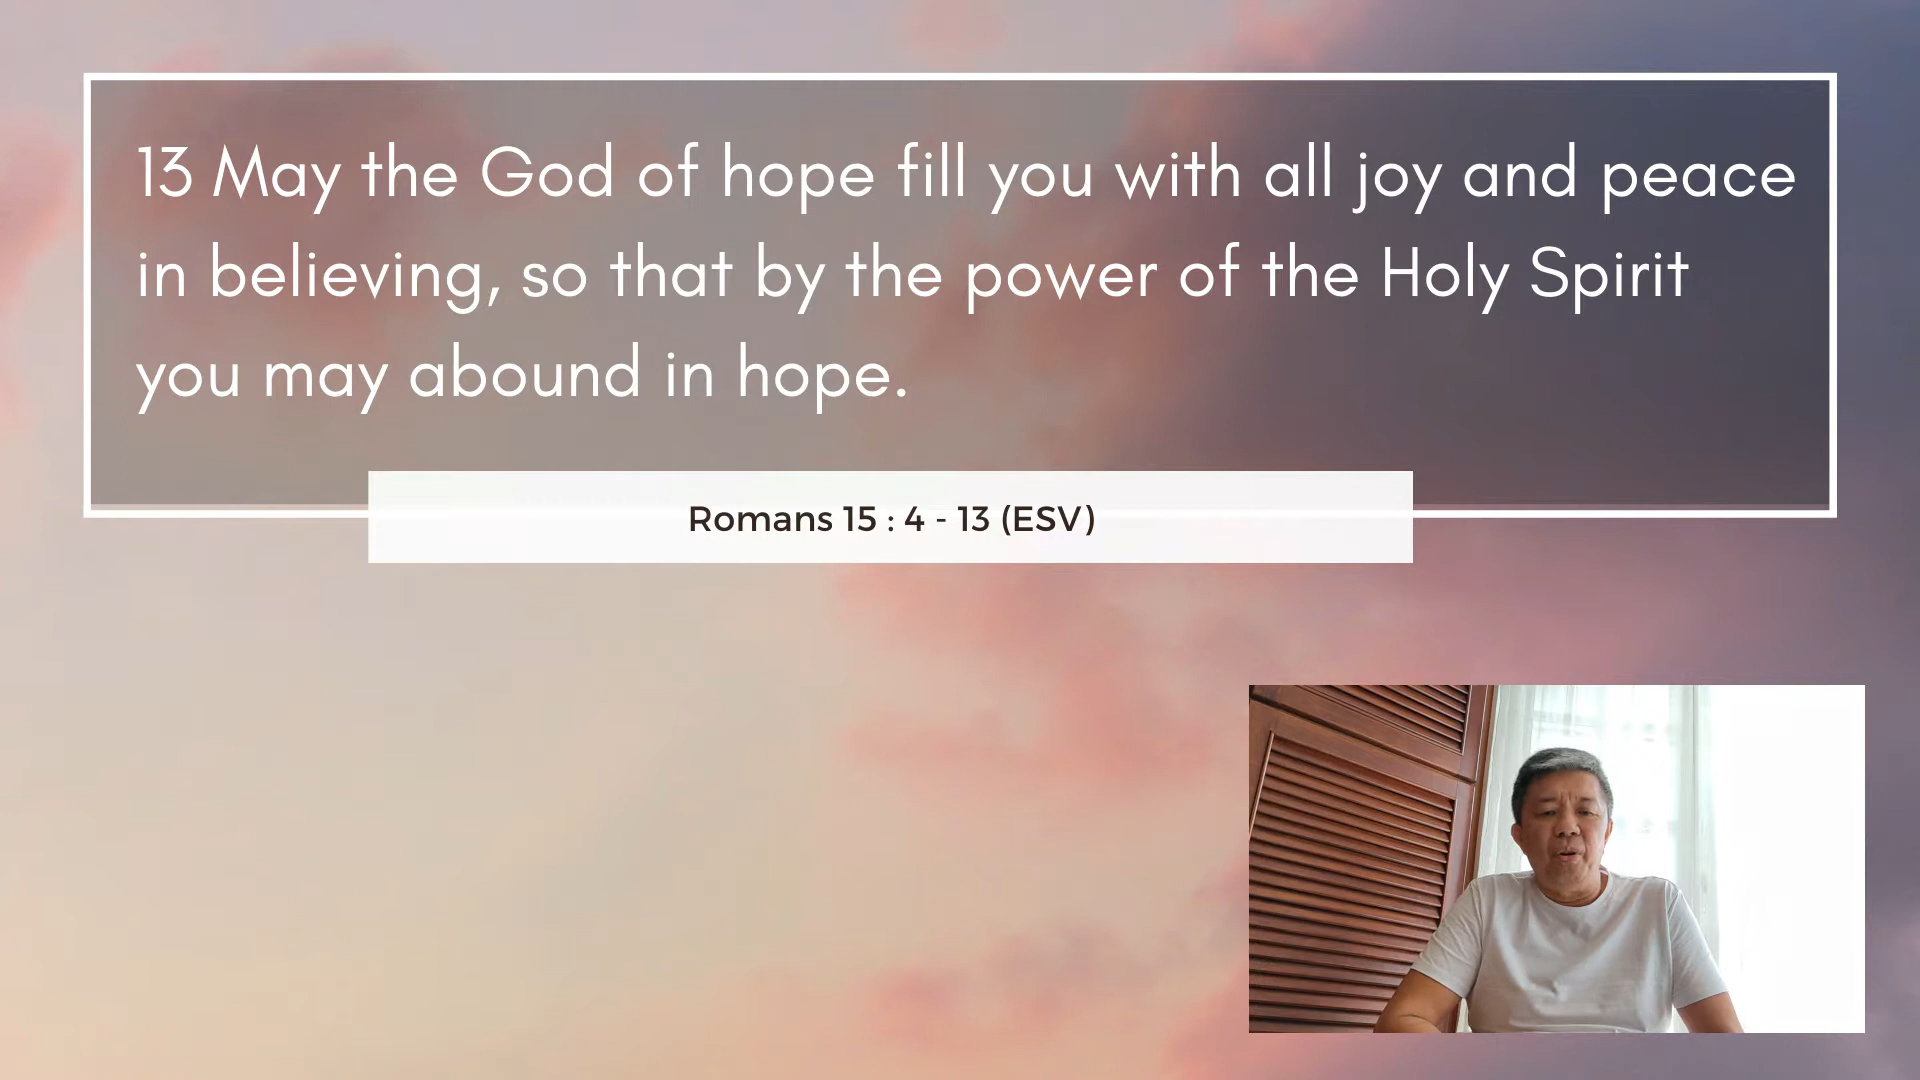 13 May the God of hope fill you with all joy and peace
in believing, so that by the power of the Holy Spirit
you may abound in hope.
Romans 15 : 4 - 13 (ESV)